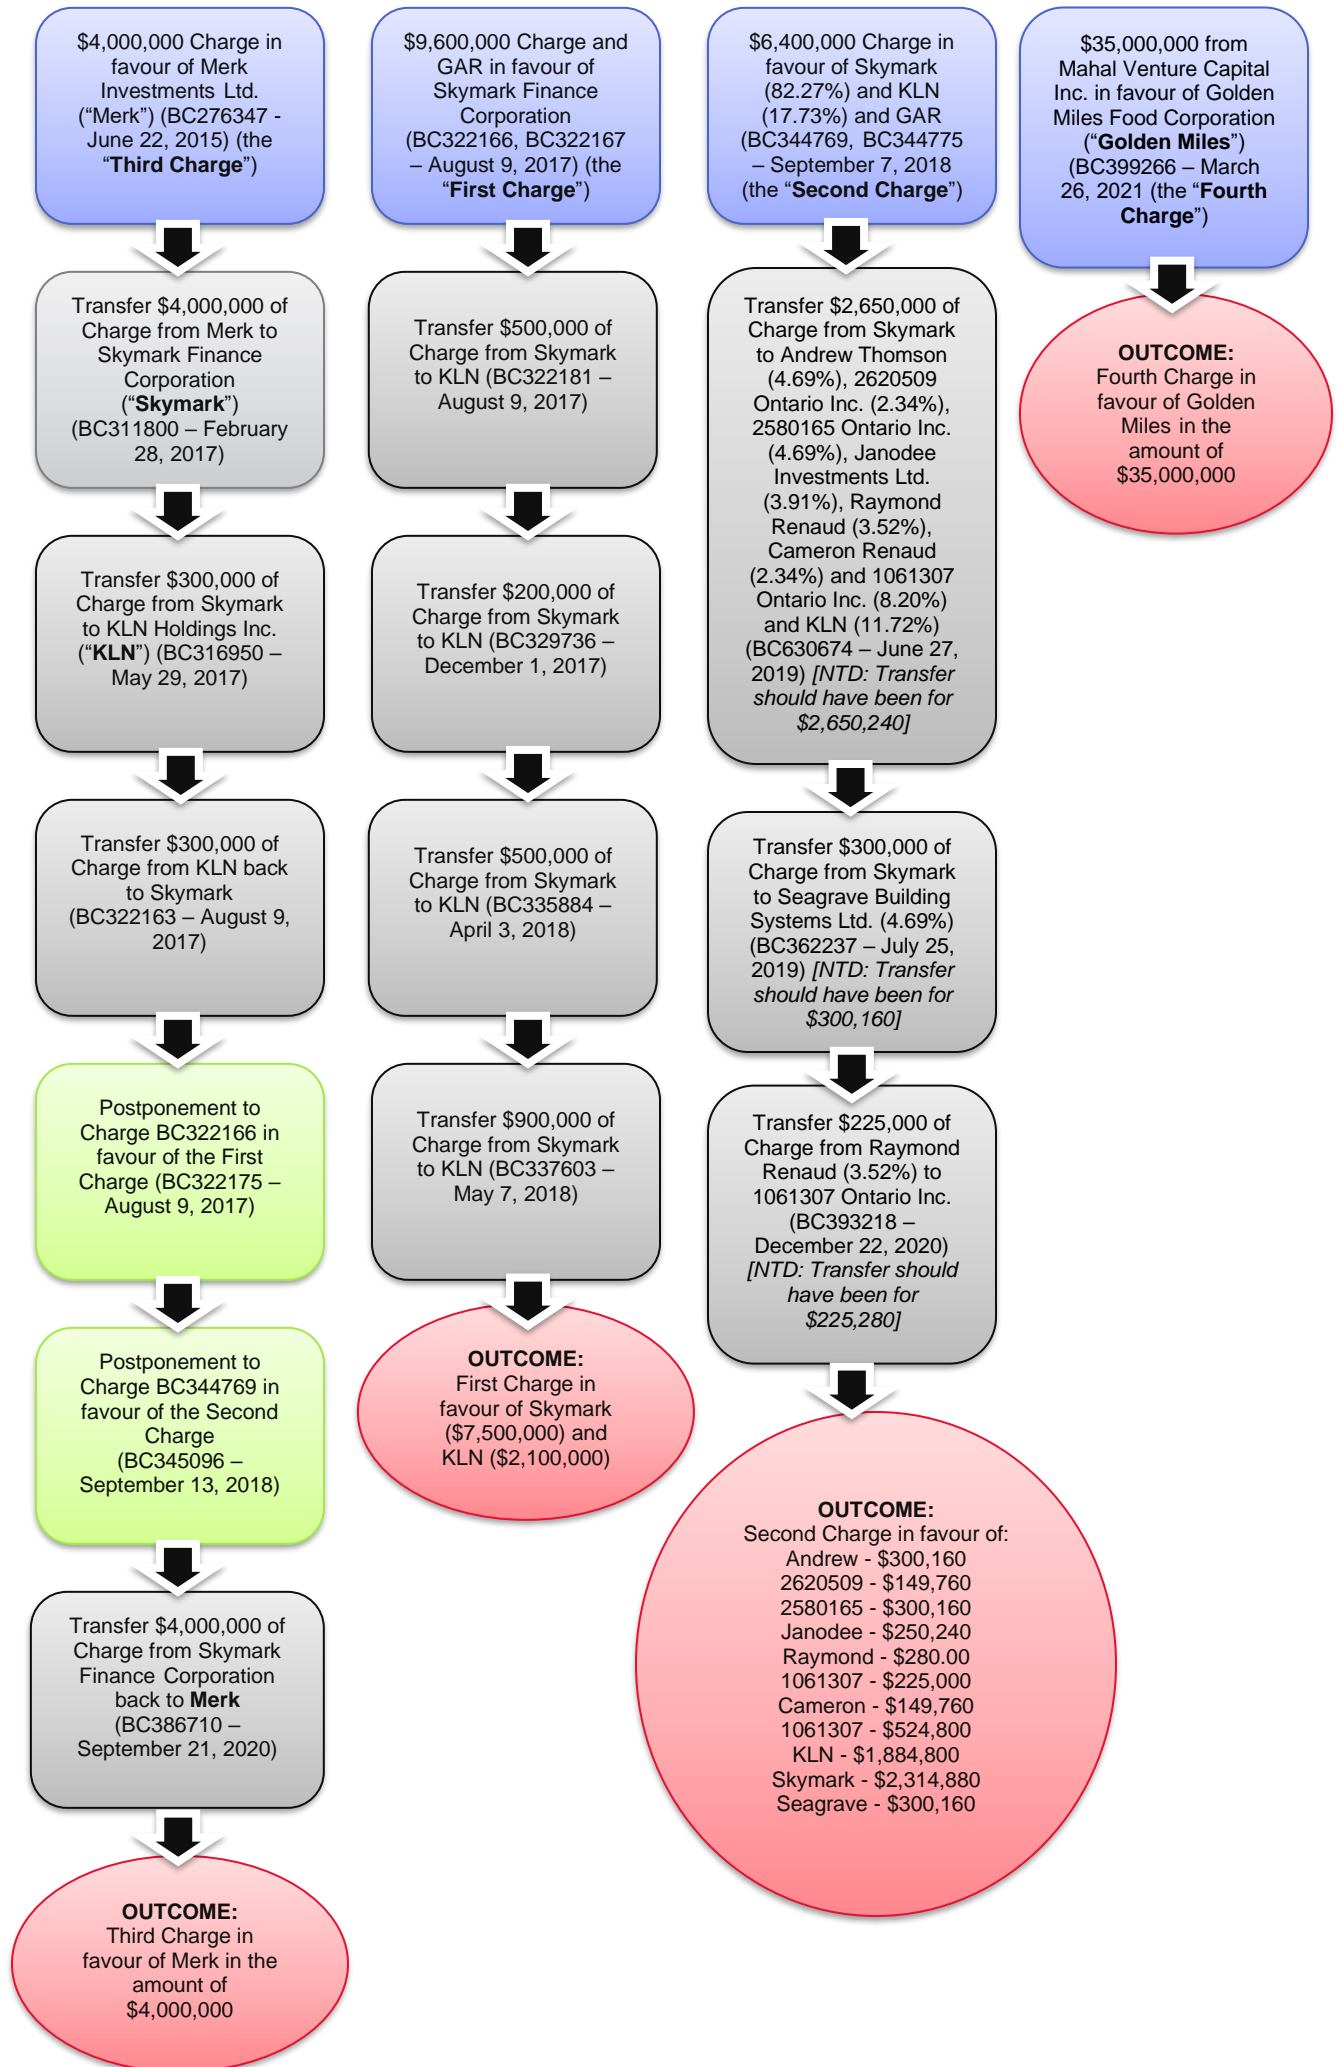 $4,000,000 Charge in
favour of Merk
Investments Ltd.
(“Merk”) (BC276347 -
June 22, 2015) (the
“Third Charge”)
Transfer $4,000,000 of
Charge from Merk to
Skymark Finance
Corporation
(“Skymark”)
(BC311800 – February
28, 2017)
Transfer $300,000 of
Charge from Skymark
to KLN Holdings Inc.
(“KLN”) (BC316950 –
May 29, 2017)
Transfer $300,000 of
Charge from KLN back
to Skymark
(BC322163 – August 9,
2017)
Postponement to
Charge BC322166 in
favour of the First
Charge (BC322175 –
August 9, 2017)
Postponement to
Charge BC344769 in
favour of the Second
Charge
(BC345096 –
September 13, 2018)
Transfer $4,000,000 of
Charge from Skymark
Finance Corporation
back to Merk
(BC386710 –
September 21, 2020)
OUTCOME:
Third Charge in
favour of Merk in the
amount of
$4,000,000
$9,600,000 Charge and
GAR in favour of
Skymark Finance
Corporation
(BC322166, BC322167
– August 9, 2017) (the
“First Charge”)
Transfer $500,000 of
Charge from Skymark
to KLN (BC322181 –
August 9, 2017)
Transfer $200,000 of
Charge from Skymark
to KLN (BC329736 –
December 1, 2017)
Transfer $500,000 of
Charge from Skymark
to KLN (BC335884 –
April 3, 2018)
Transfer $900,000 of
Charge from Skymark
to KLN (BC337603 –
May 7, 2018)
OUTCOME:
First Charge in
favour of Skymark
($7,500,000) and
KLN ($2,100,000)
$6,400,000 Charge in
favour of Skymark
(82.27%) and KLN
(17.73%) and GAR
(BC344769, BC344775
– September 7, 2018
(the “Second Charge”)
Transfer $2,650,000 of
Charge from Skymark
to Andrew Thomson
(4.69%), 2620509
Ontario Inc. (2.34%),
2580165 Ontario Inc.
(4.69%), Janodee
Investments Ltd.
(3.91%), Raymond
Renaud (3.52%),
Cameron Renaud
(2.34%) and 1061307
Ontario Inc. (8.20%)
and KLN (11.72%)
(BC630674 – June 27,
2019) [NTD: Transfer
should have been for
$2,650,240]
Transfer $300,000 of
Charge from Skymark
to Seagrave Building
Systems Ltd. (4.69%)
(BC362237 – July 25,
2019) [NTD: Transfer
should have been for
$300,160]
Transfer $225,000 of
Charge from Raymond
Renaud (3.52%) to
1061307 Ontario Inc.
(BC393218 –
December 22, 2020)
[NTD: Transfer should
have been for
$225,280]
OUTCOME:
Second Charge in favour of:
Andrew - $300,160
2620509 - $149,760
2580165 - $300,160
Janodee - $250,240
Raymond - $280.00
1061307 - $225,000
Cameron - $149,760
1061307 - $524,800
KLN - $1,884,800
Skymark - $2,314,880
Seagrave - $300,160
$35,000,000 from
Mahal Venture Capital
Inc. in favour of Golden
Miles Food Corporation
(“Golden Miles”)
(BC399266 – March
26, 2021 (the “Fourth
Charge”)
OUTCOME:
Fourth Charge in
favour of Golden
Miles in the
amount of
$35,000,000